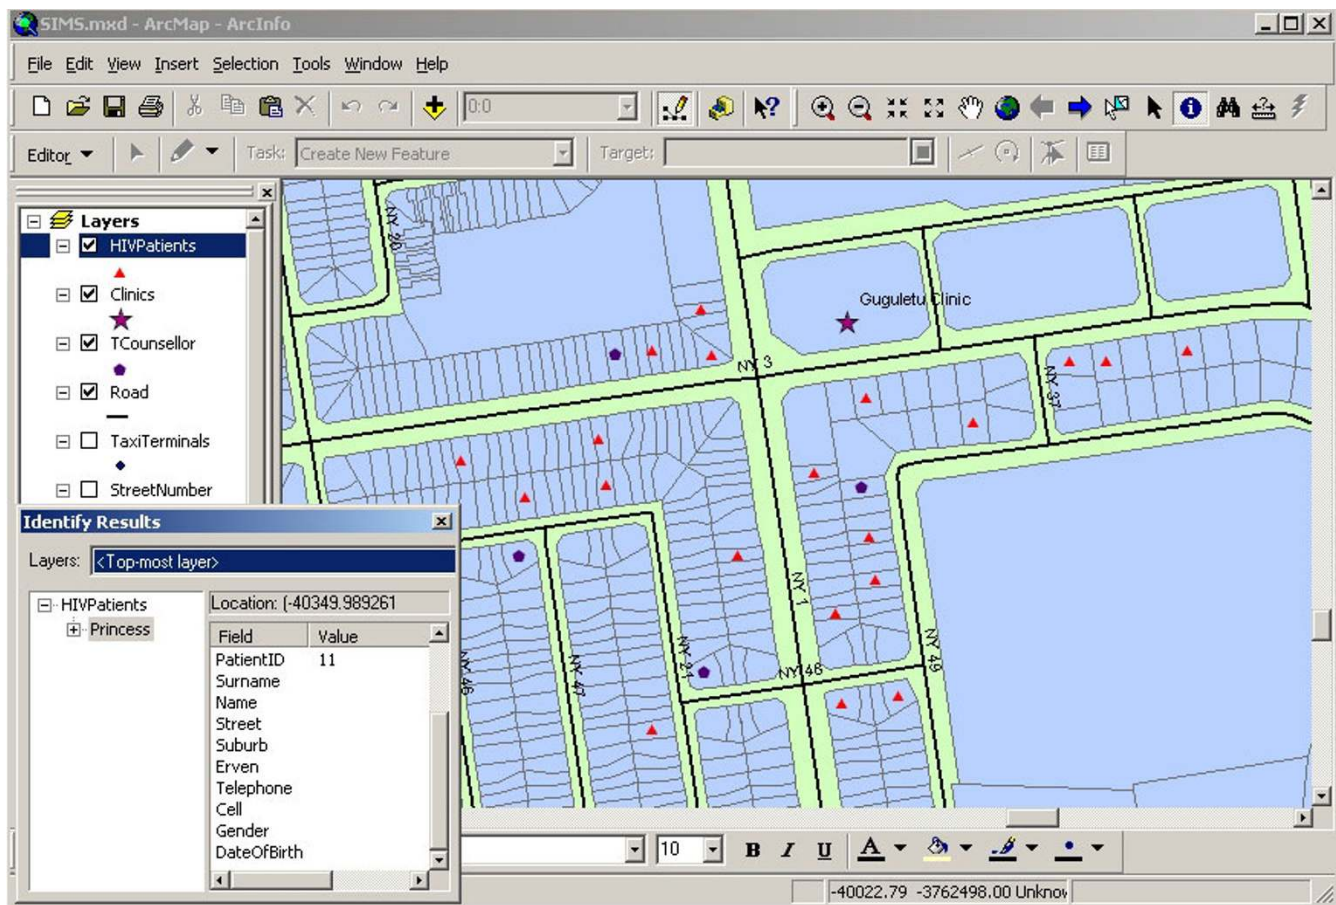 SIMS.mxd - ArcMap - ArcInfo
File Edit View Insert Selection Tools Window Help
0:0
Editor Task: Create New Feature Target:
Layers
HIVPatients
Clinics
TCounsellor
Road
TaxiTerminals
StreetNumber
NY 20
Guguletu Clinic
NY 3
NY 37
NY 1
NY 21
NY 48
NY 49
NY 46
NY 47
Identify Results
Layers: <Top-most layer>
HIVPatients
Princess
Location: (-40349.989261
Field Value
PatientID 11
Surname
Name
Street
Suburb
Erven
Telephone
Cell
Gender
DateOfBirth
10 B I U A
-40022.79 -3762498.00 Unknov